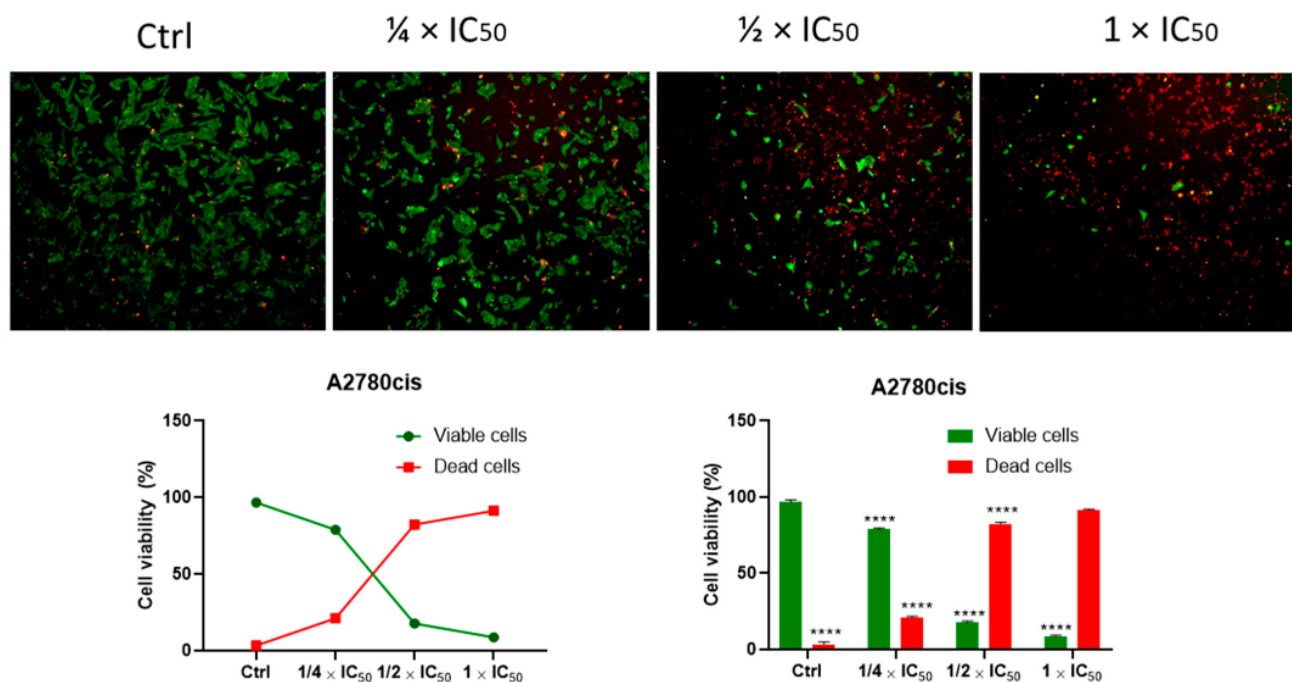 Ctrl
¼ × IC50
½ × IC50
1 × IC50
A2780cis
150
100
50
0
Cell viability (%)
Viable cells
Dead cells
Ctrl
1/4 × IC50
1/2 × IC50
1 × IC50
A2780cis
150
100
50
0
Cell viability (%)
Viable cells
Dead cells
****
****
****
****
****
****
Ctrl
1/4 × IC50
1/2 × IC50
1 × IC50